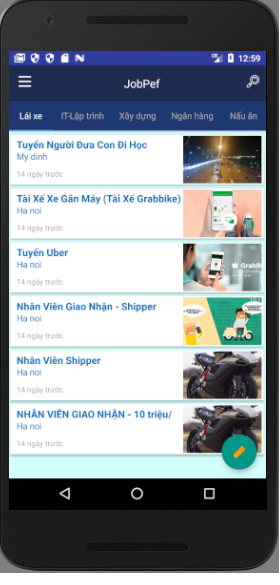 12:59
JobPef
Lái xe IT-Lập trình Xây dựng Ngân hàng Nấu ăn
Tuyển Người Đưa Con Đi Học
My dinh
14 ngày trước
Tài Xế Xe Gắn Máy (Tài Xế Grabbike)
Ha noi
14 ngày trước
Tuyển Uber
Ha noi
14 ngày trước
GrabBike
Nhân Viên Giao Nhận - Shipper
Ha noi
14 ngày trước
Nhân Viên Shipper
Ha noi
14 ngày trước
NHÂN VIÊN GIAO NHẬN - 10 triệu/
Ha noi
14 ngày trước